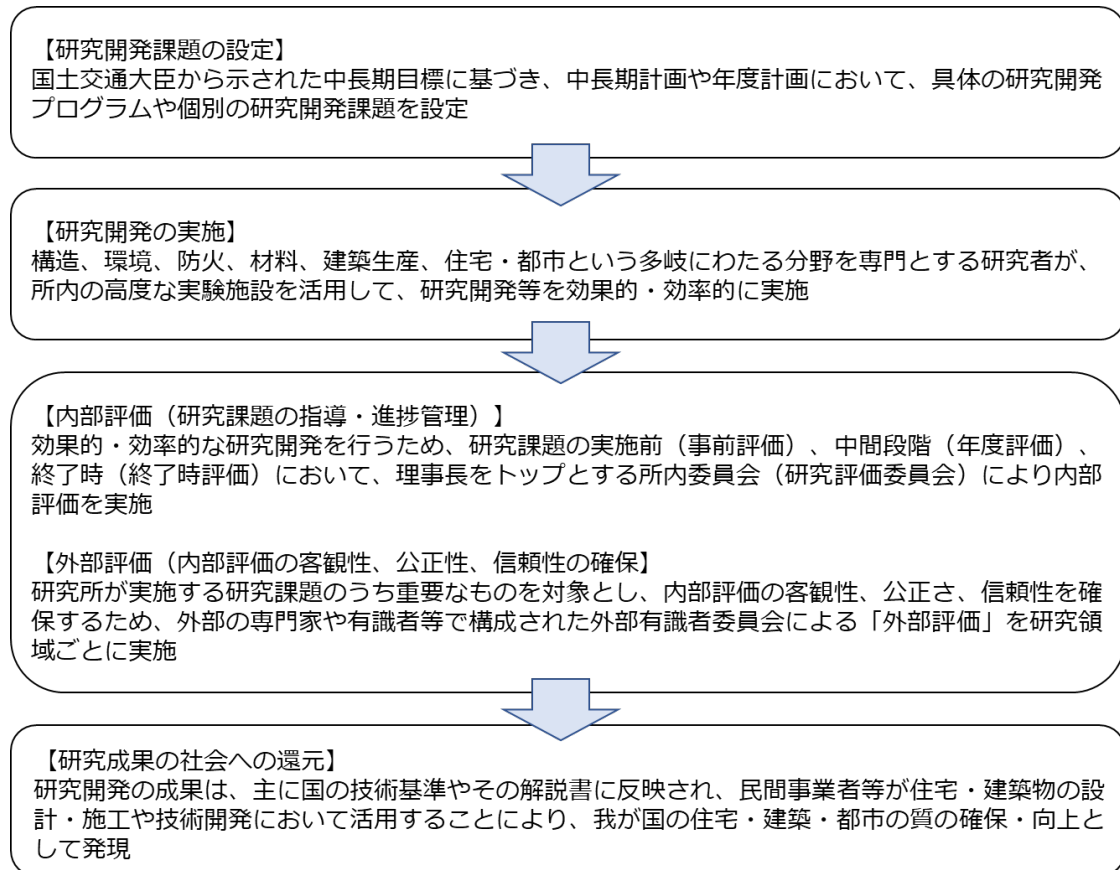 【研究開発課題の設定】
国土交通大臣から示された中長期目標に基づき、中長期計画や年度計画において、具体の研究開発
プログラムや個別の研究開発課題を設定
【研究開発の実施】
構造、環境、防火、材料、建築生産、住宅・都市という多岐にわたる分野を専門とする研究者が、
所内の高度な実験施設を活用して、研究開発等を効果的・効率的に実施
【内部評価（研究課題の指導・進捗管理）】
効果的・効率的な研究開発を行うため、研究課題の実施前（事前評価）、中間段階（年度評価）、
終了時（終了時評価）において、理事長をトップとする所内委員会（研究評価委員会）により内部
評価を実施
【外部評価（内部評価の客観性、公正性、信頼性の確保】
研究所が実施する研究課題のうち重要なものを対象とし、内部評価の客観性、公正さ、信頼性を確
保するため、外部の専門家や有識者等で構成された外部有識者委員会による「外部評価」を研究領
域ごとに実施
【研究成果の社会への還元】
研究開発の成果は、主に国の技術基準やその解説書に反映され、民間事業者等が住宅・建築物の設
計・施工や技術開発において活用することにより、我が国の住宅・建築・都市の質の確保・向上と
して発現